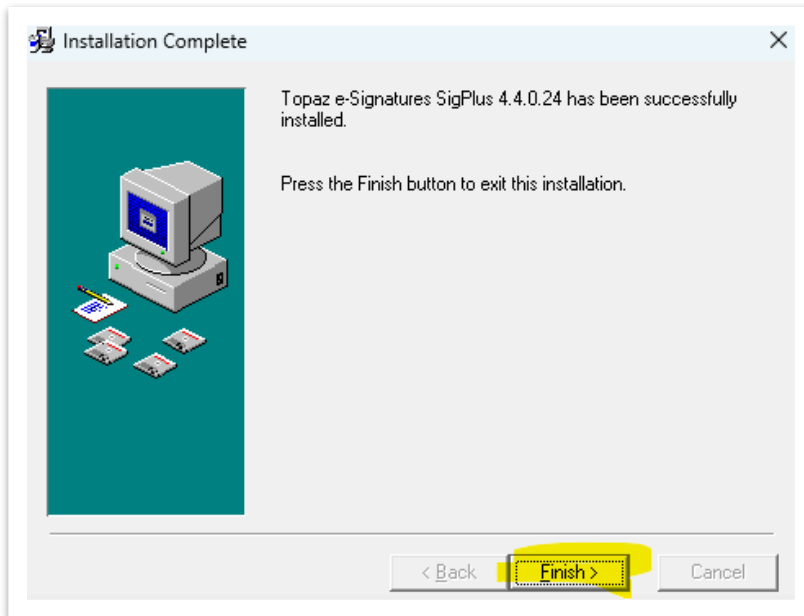 Installation Complete
Topaz e-Signatures SigPlus 4.4.0.24 has been successfully
installed.
Press the Finish button to exit this installation.
< Back
Finish >
Cancel